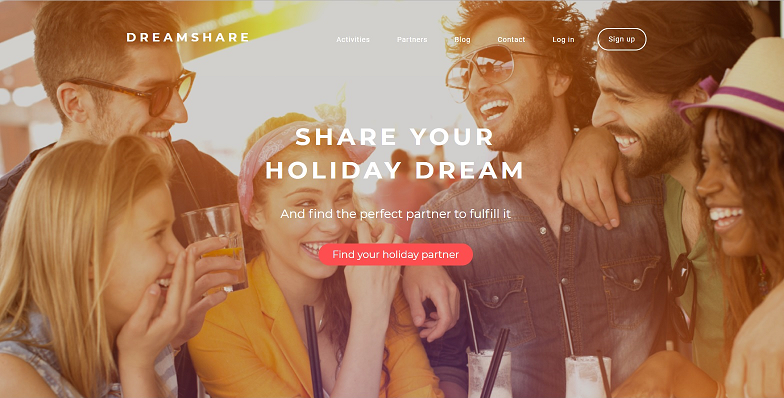 DREAMSHARE
Activities Partners Blog Contact Log in Sign up
SHARE YOUR
HOLIDAY DREAM
And find the perfect partner to fulfill it
Find your holiday partner